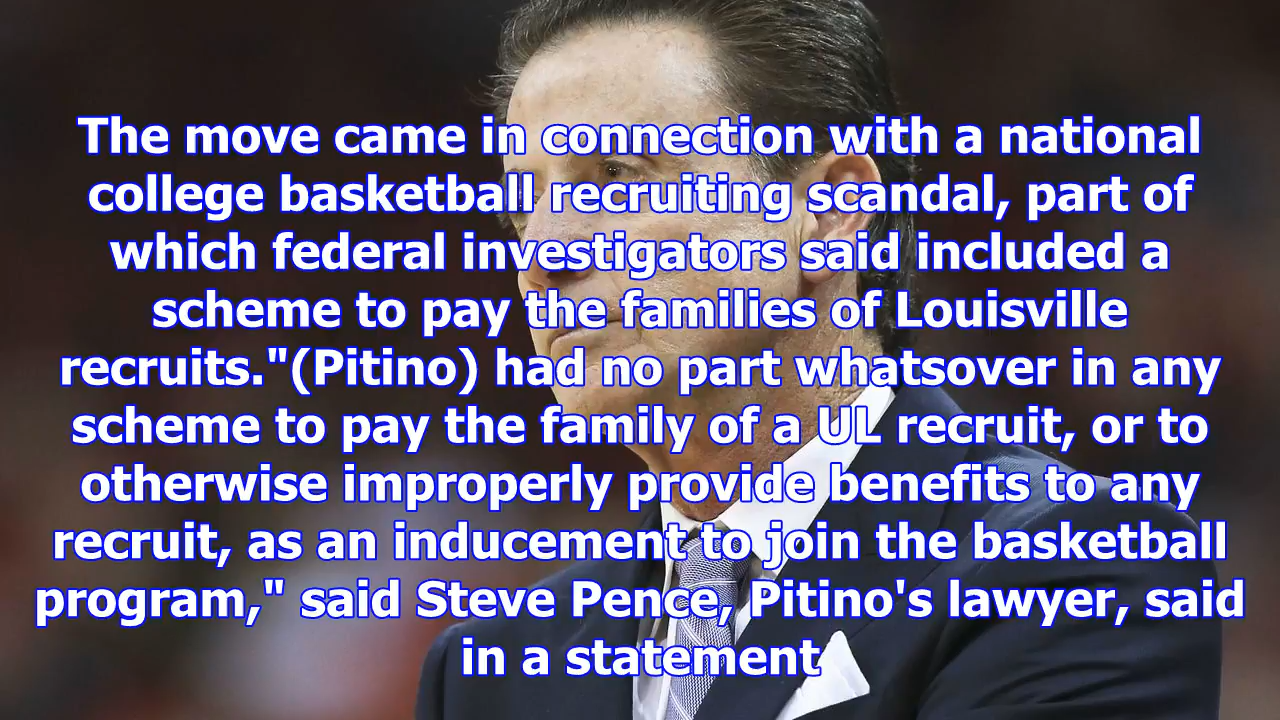 The move came in connection with a national
college basketball recruiting scandal, part of
which federal investigators said included a
scheme to pay the families of Louisville
recruits."(Pitino) had no part whatsover in any
scheme to pay the family of a UL recruit, or to
otherwise improperly provide benefits to any
recruit, as an inducement to join the basketball
program," said Steve Pence, Pitino's lawyer, said
in a statement